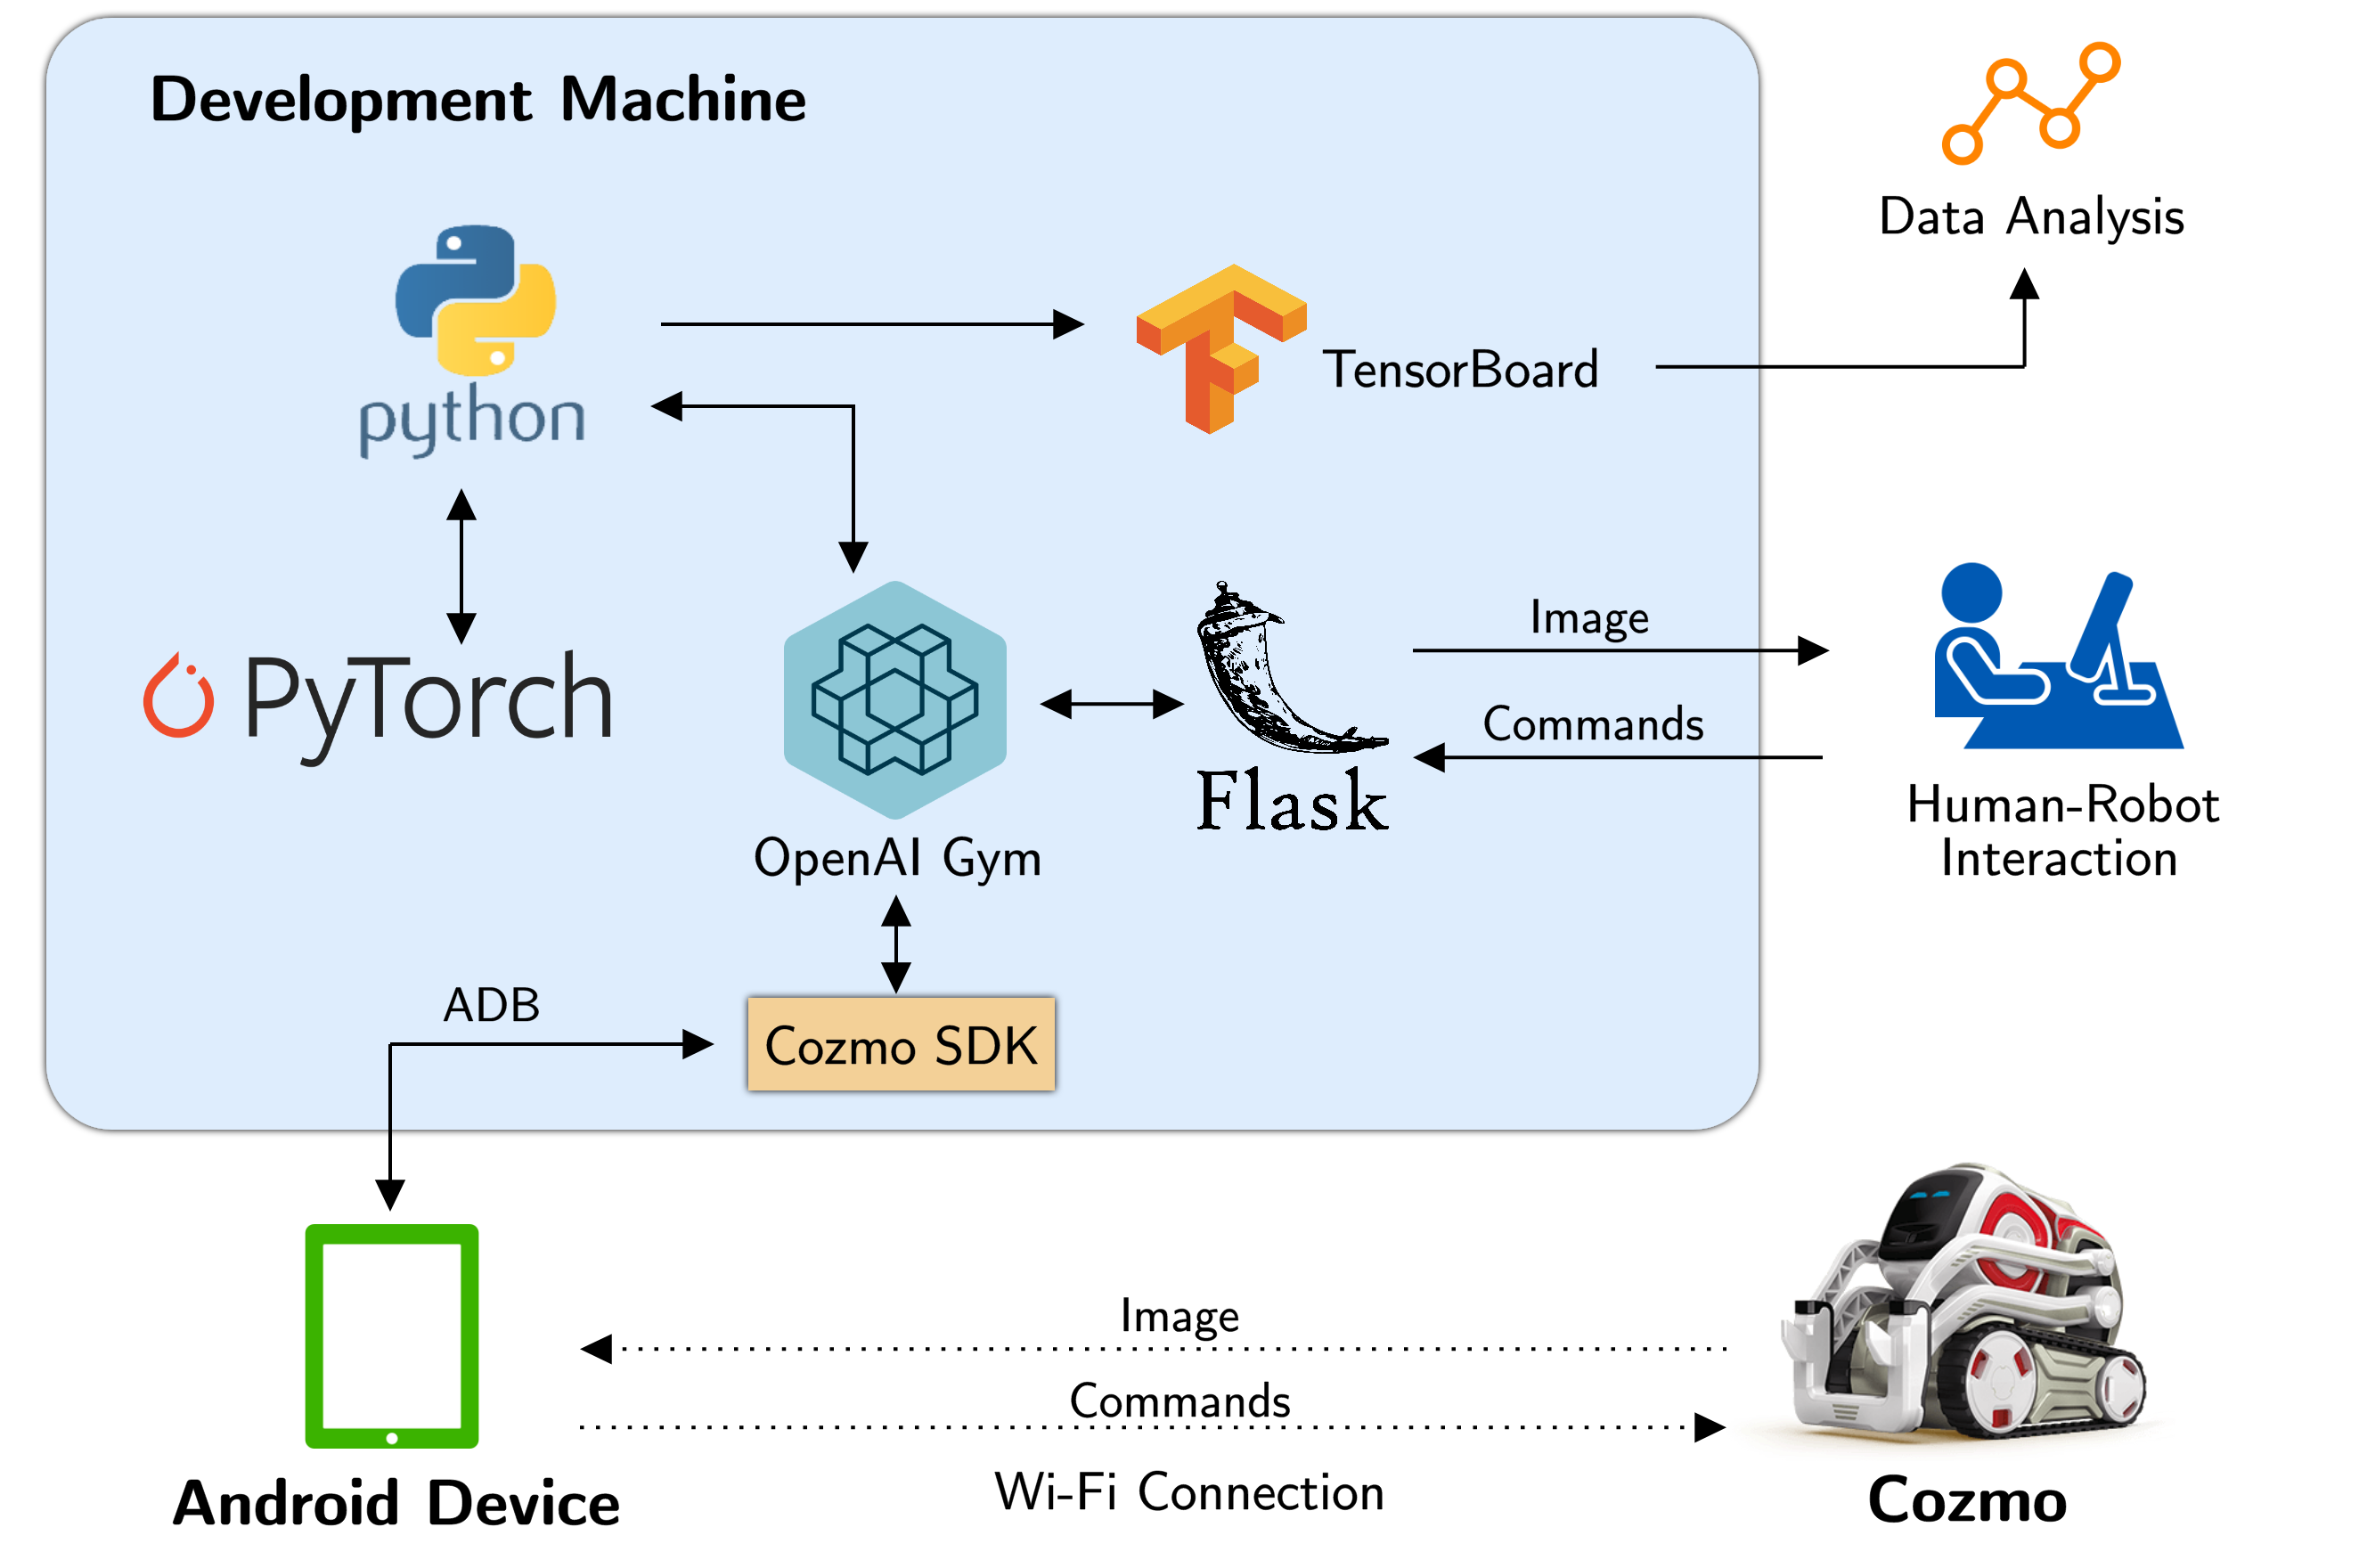 Development Machine
Data Analysis
python
TensorBoard
PyTorch
Image
Commands
Flask
Human-Robot
Interaction
OpenAI Gym
ADB
Cozmo SDK
Image
Commands
Wi-Fi Connection
Android Device
Cozmo